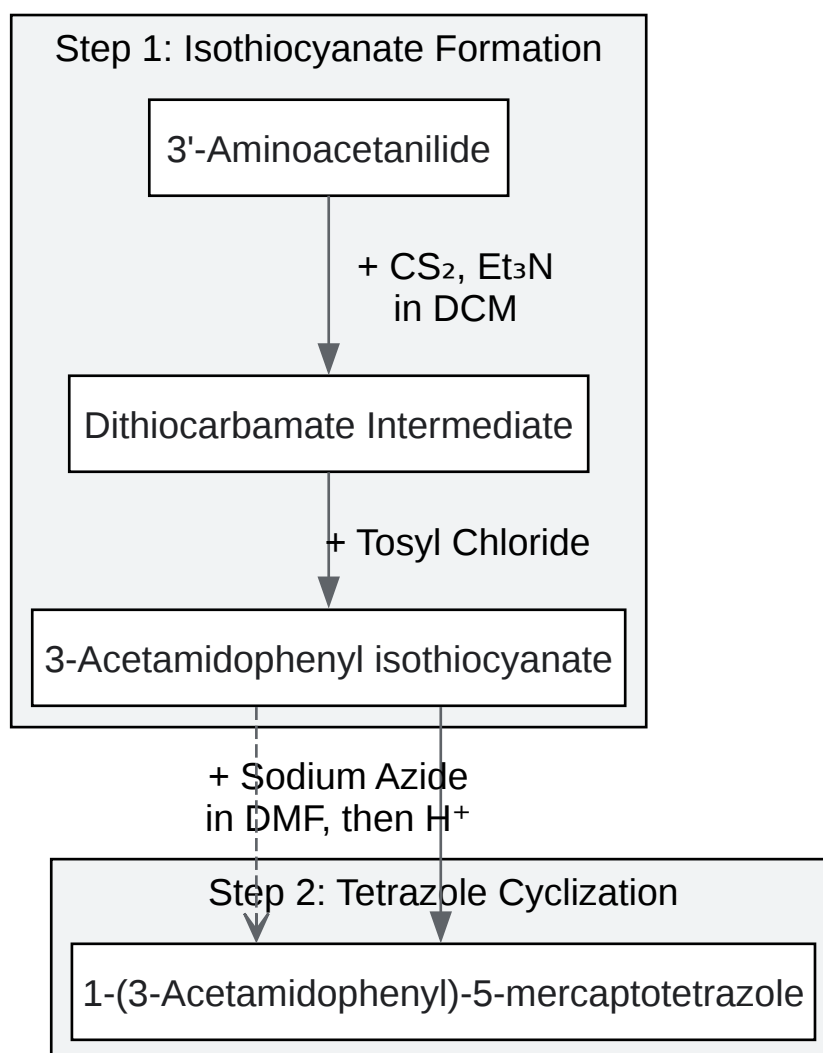 Step 1: Isothiocyanate Formation
3'-Aminoacetanilide
+ CS₂, Et₃N
in DCM
Dithiocarbamate Intermediate
+ Tosyl Chloride
3-Acetamidophenyl isothiocyanate
+ Sodium Azide
in DMF, then H⁺
Step 2: Tetrazole Cyclization
1-(3-Acetamidophenyl)-5-mercaptotetrazole